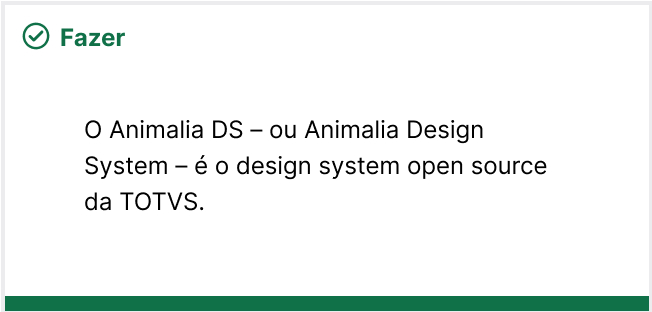 Fazer
O Animalia DS – ou Animalia Design
System – é o design system open source
da TOTVS.